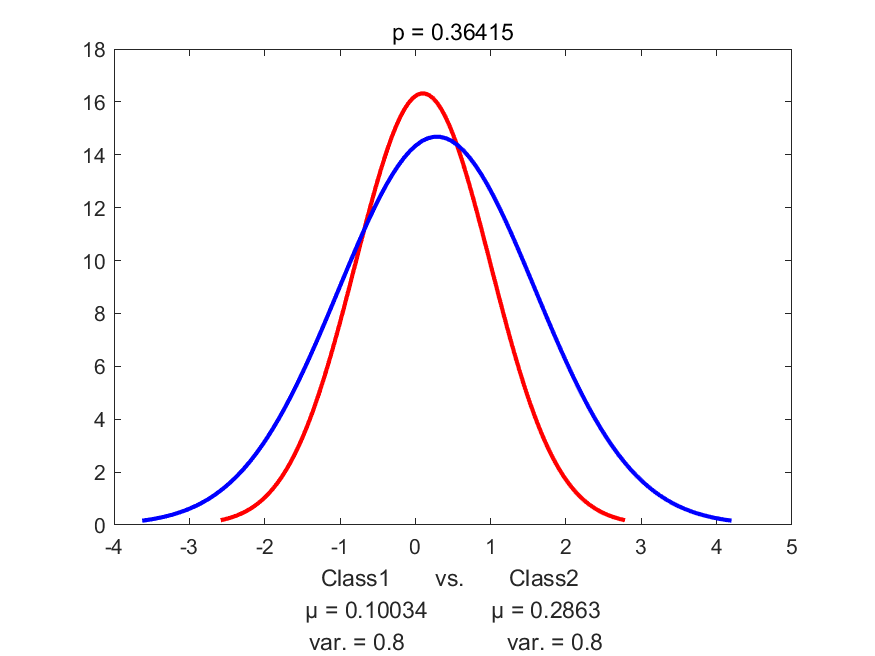 p = 0.36415
18
16
14
12
10
8
6
4
2
0
-4 -3 -2 -1 0 1 2 3 4 5
Class1 vs. Class2
μ = 0.10034 μ = 0.2863
var. = 0.8 var. = 0.8